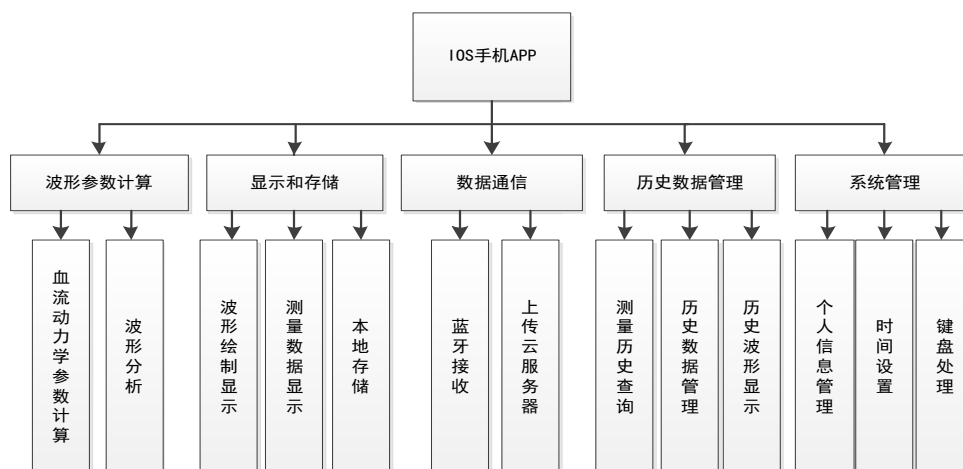 IOS手机APP
波形参数计算
显示和存储
数据通信
历史数据管理
系统管理
血流动力学参数计算
波形分析
波形绘制显示
测量数据显示
本地存储
蓝牙接收
上传云服务器
测量历史查询
历史数据管理
历史波形显示
个人信息管理
时间设置
键盘处理